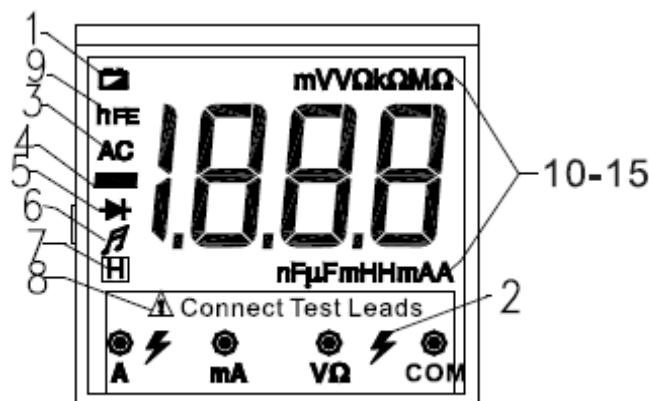 1
mVVΩkΩMΩ
9
hFE
3
AC
1.8.8.8
4
5
10-15
6
7
H
nFµFmHHmAA
8
⚠ Connect Test Leads
2
A
mA
VΩ
COM